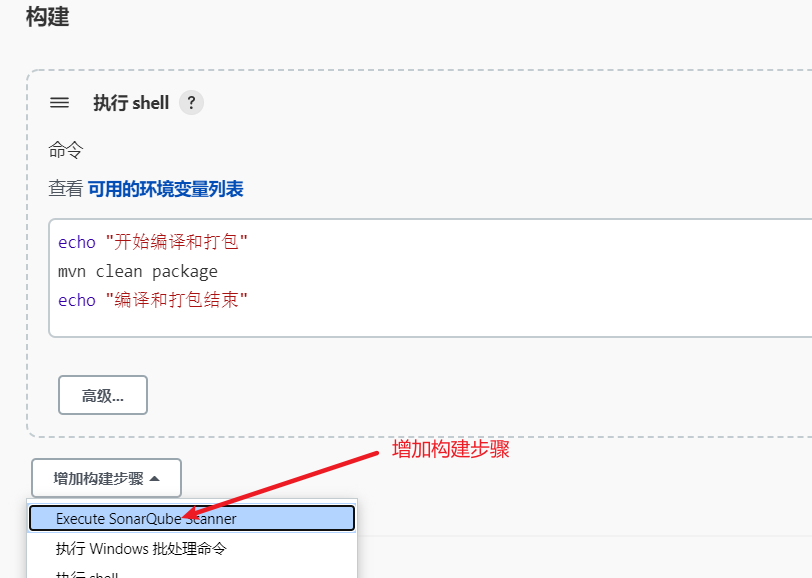 构建
执行 shell ?
命令
查看 可用的环境变量列表
echo "开始编译和打包"
mvn clean package
echo "编译和打包结束"
高级...
增加构建步骤
增加构建步骤
Execute SonarQube Scanner
执行 Windows 批处理命令
执行 shell